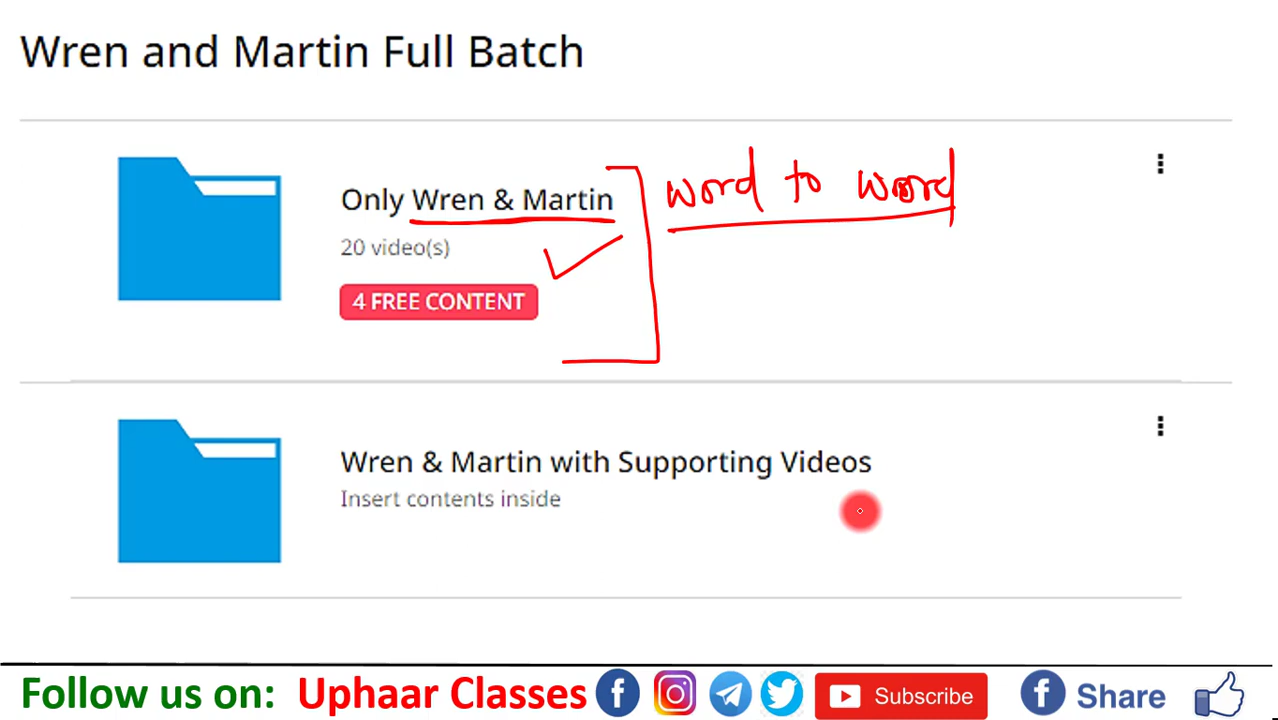 Wren and Martin Full Batch
Only Wren & Martin
word to word
20 video(s)
4 FREE CONTENT
Wren & Martin with Supporting Videos
Insert contents inside
Follow us on: Uphaar Classes Subscribe Share